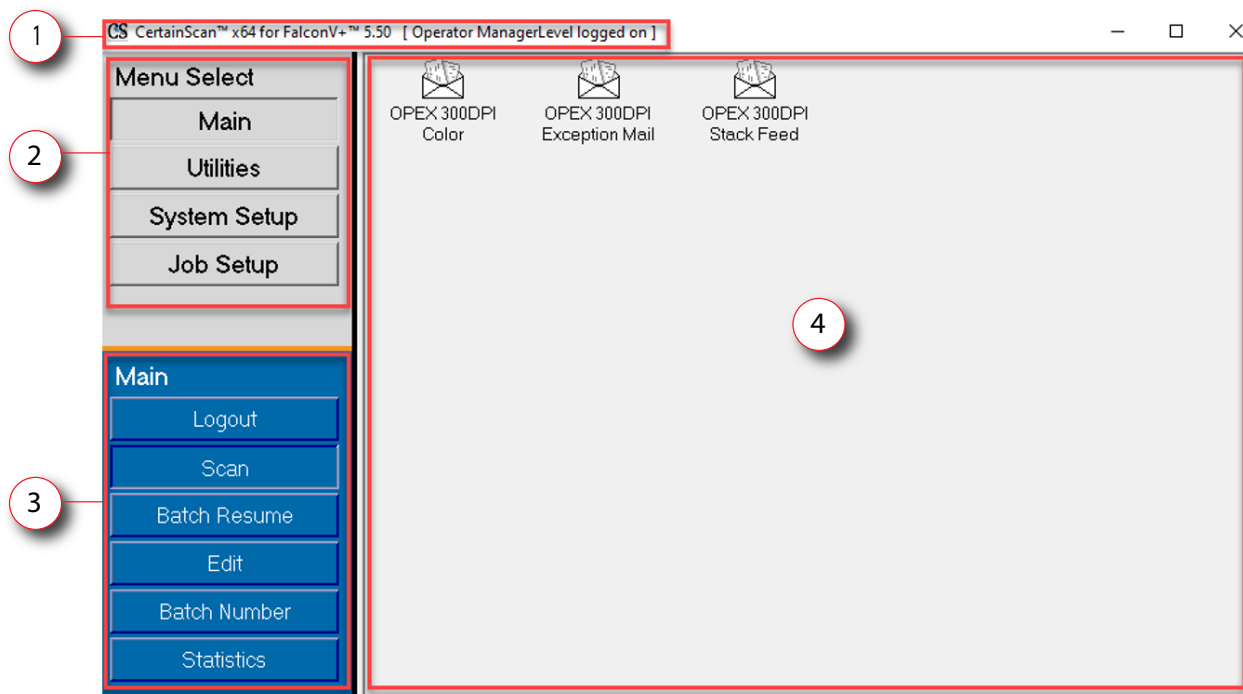 1
CS CertainScan™ x64 for FalconV+™ 5.50 [ Operator ManagerLevel logged on ]
2
Menu Select
Main
Utilities
System Setup
Job Setup
3
Main
Logout
Scan
Batch Resume
Edit
Batch Number
Statistics
OPEX 300DPI
Color
OPEX 300DPI
Exception Mail
OPEX 300DPI
Stack Feed
4